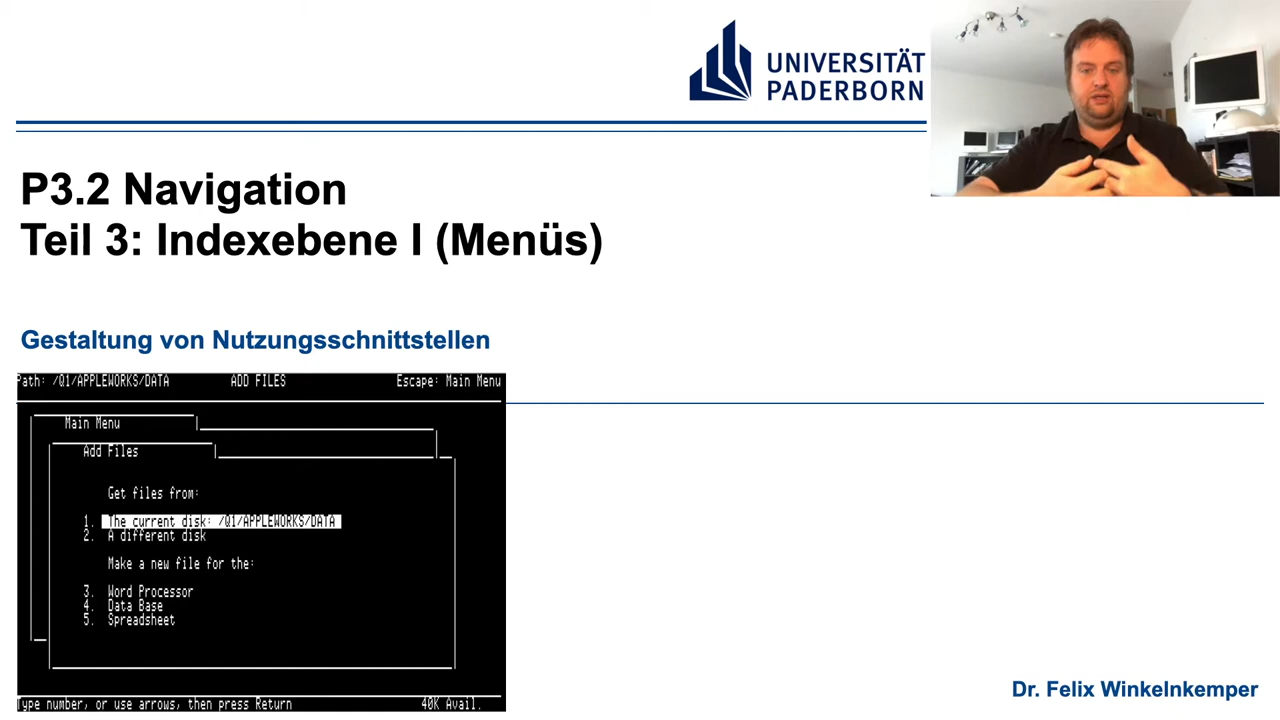 UNIVERSITÄT
PADERBORN
P3.2 Navigation
Teil 3: Indexebene I (Menüs)
Gestaltung von Nutzungsschnittstellen
Path: /Q1/APPLEWORKS/DATA ADD FILES Escape: Main Menu
Main Menu
Add Files
Get files from:
1. The current disk: /Q1/APPLEWORKS/DATA
2. A different disk
Make a new file for the:
3. Word Processor
4. Data Base
5. Spreadsheet
Type number, or use arrows, then press Return 40K Avail.
Dr. Felix Winkelnkemper